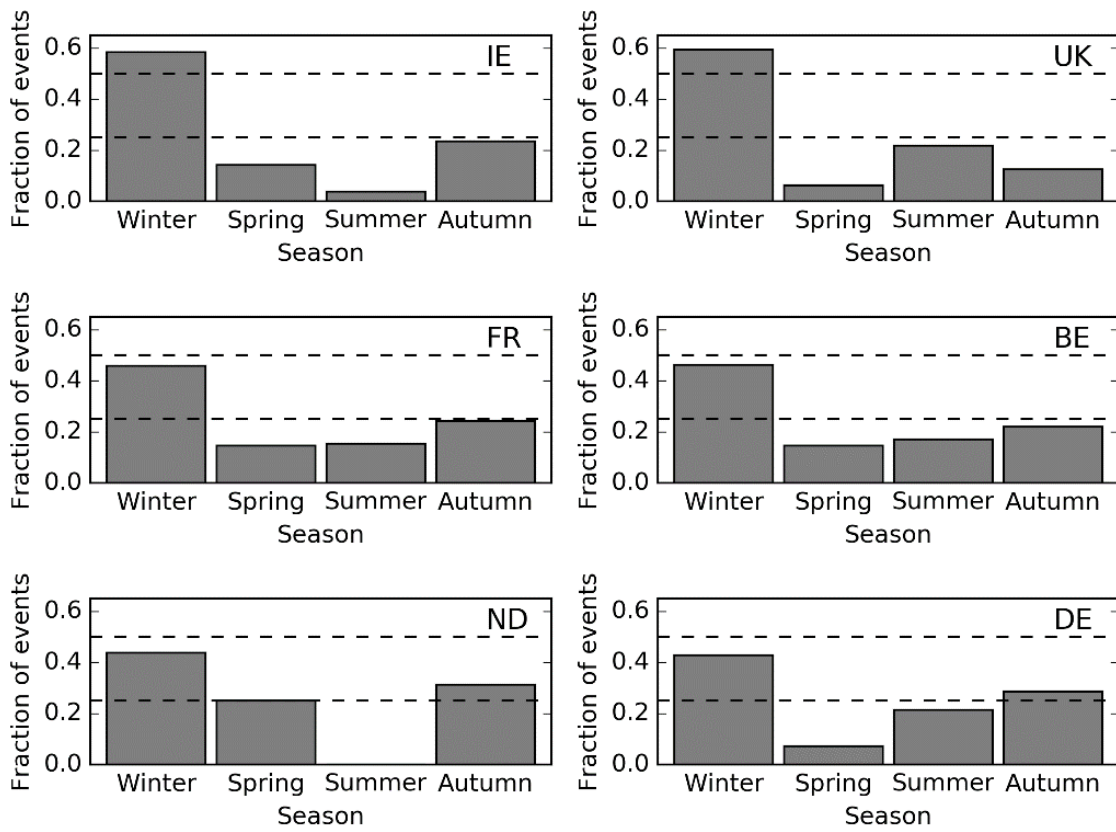 0.6
0.4
0.2
0.0
Fraction of events
IE
Winter Spring Summer Autumn
Season
0.6
0.4
0.2
0.0
Fraction of events
UK
Winter Spring Summer Autumn
Season
0.6
0.4
0.2
0.0
Fraction of events
FR
Winter Spring Summer Autumn
Season
0.6
0.4
0.2
0.0
Fraction of events
BE
Winter Spring Summer Autumn
Season
0.6
0.4
0.2
0.0
Fraction of events
ND
Winter Spring Summer Autumn
Season
0.6
0.4
0.2
0.0
Fraction of events
DE
Winter Spring Summer Autumn
Season